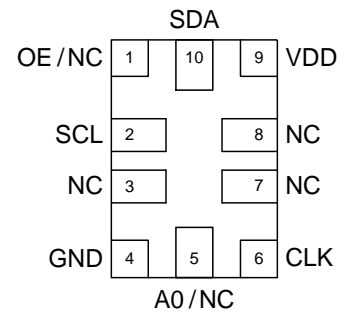 SDA
OE/NC 1 10 9 VDD
SCL 2 8 NC
NC 3 7 NC
GND 4 5 6 CLK
A0/NC